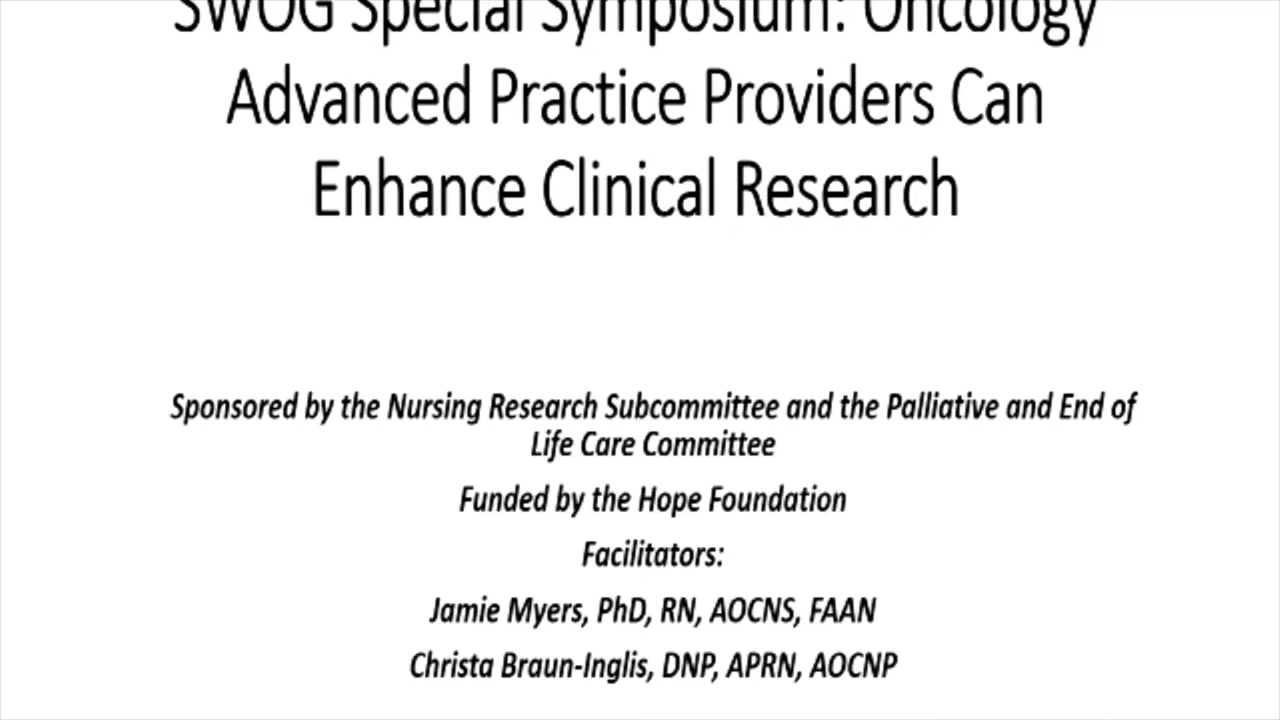 SWOG Special Symposium: Oncology
Advanced Practice Providers Can
Enhance Clinical Research
Sponsored by the Nursing Research Subcommittee and the Palliative and End of
Life Care Committee
Funded by the Hope Foundation
Facilitators:
Jamie Myers, PhD, RN, AOCNS, FAAN
Christa Braun-Inglis, DNP, APRN, AOCNP